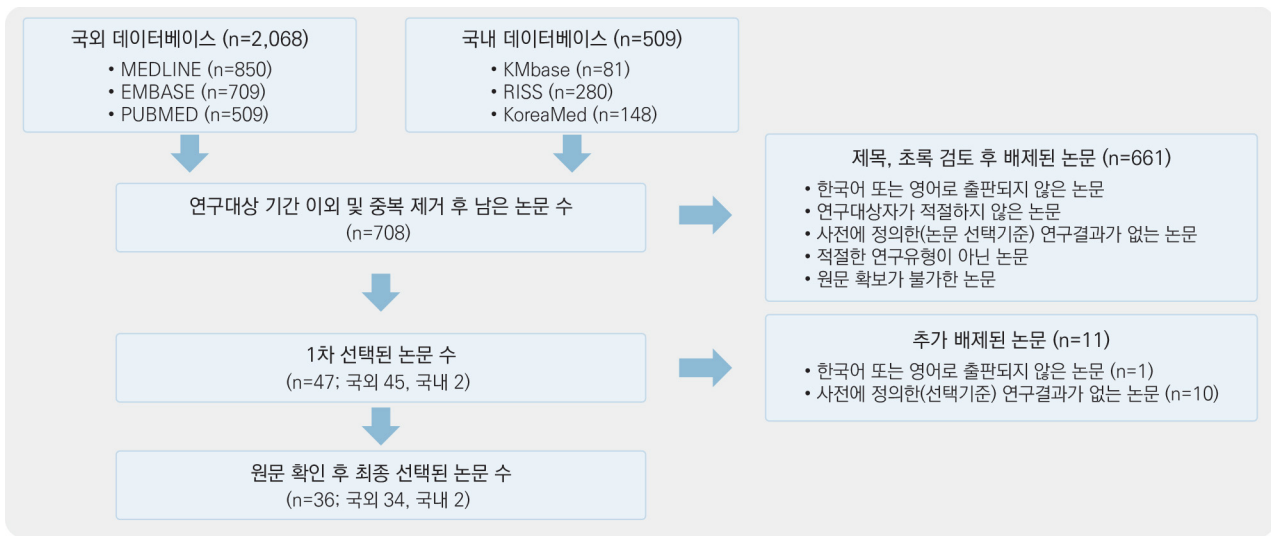 국외 데이터베이스 (n=2,068)
• MEDLINE (n=850)
• EMBASE (n=709)
• PUBMED (n=509)
국내 데이터베이스 (n=509)
• KMbase (n=81)
• RISS (n=280)
• KoreaMed (n=148)
연구대상 기간 이외 및 중복 제거 후 남은 논문 수
(n=708)
제목, 초록 검토 후 배제된 논문 (n=661)
• 한국어 또는 영어로 출판되지 않은 논문
• 연구대상자가 적절하지 않은 논문
• 사전에 정의한(논문 선택기준) 연구결과가 없는 논문
• 적절한 연구유형이 아닌 논문
• 원문 확보가 불가한 논문
1차 선택된 논문 수
(n=47; 국외 45, 국내 2)
추가 배제된 논문 (n=11)
• 한국어 또는 영어로 출판되지 않은 논문 (n=1)
• 사전에 정의한(선택기준) 연구결과가 없는 논문 (n=10)
원문 확인 후 최종 선택된 논문 수
(n=36; 국외 34, 국내 2)